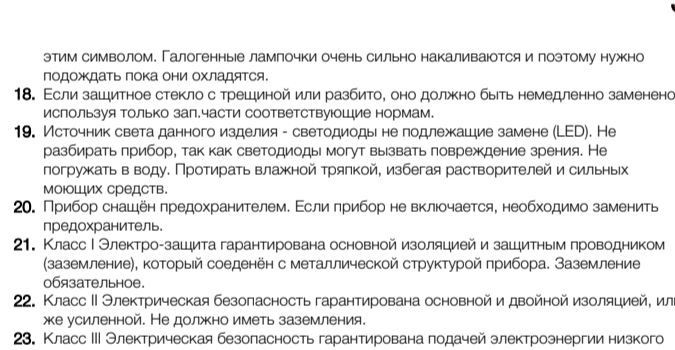 этим символом. Галогенные лампочки очень сильно накаливаются и поэтому нужно
подождать пока они охладятся.
18. Если защитное стекло с трещиной или разбито, оно должно быть немедленно заменено
используя только зап.части соответствующие нормам.
19. Источник света данного изделия - светодиоды не подлежащие замене (LED). Не
разбирать прибор, так как светодиоды могут вызвать повреждение зрения. Не
погружать в воду. Протирать влажной тряпкой, избегая растворителей и сильных
моющих средств.
20. Прибор снащён предохранителем. Если прибор не включается, необходимо заменить
предохранитель.
21. Класс I Электро-защита гарантирована основной изоляцией и защитным проводником
(заземление), который соеденён с металлической структурой прибора. Заземление
обязательное.
22. Класс II Электрическая безопасность гарантирована основной и двойной изоляцией, или
же усиленной. Не должно иметь заземления.
23. Класс III Электрическая безопасность гарантирована подачей электроэнергии низкого